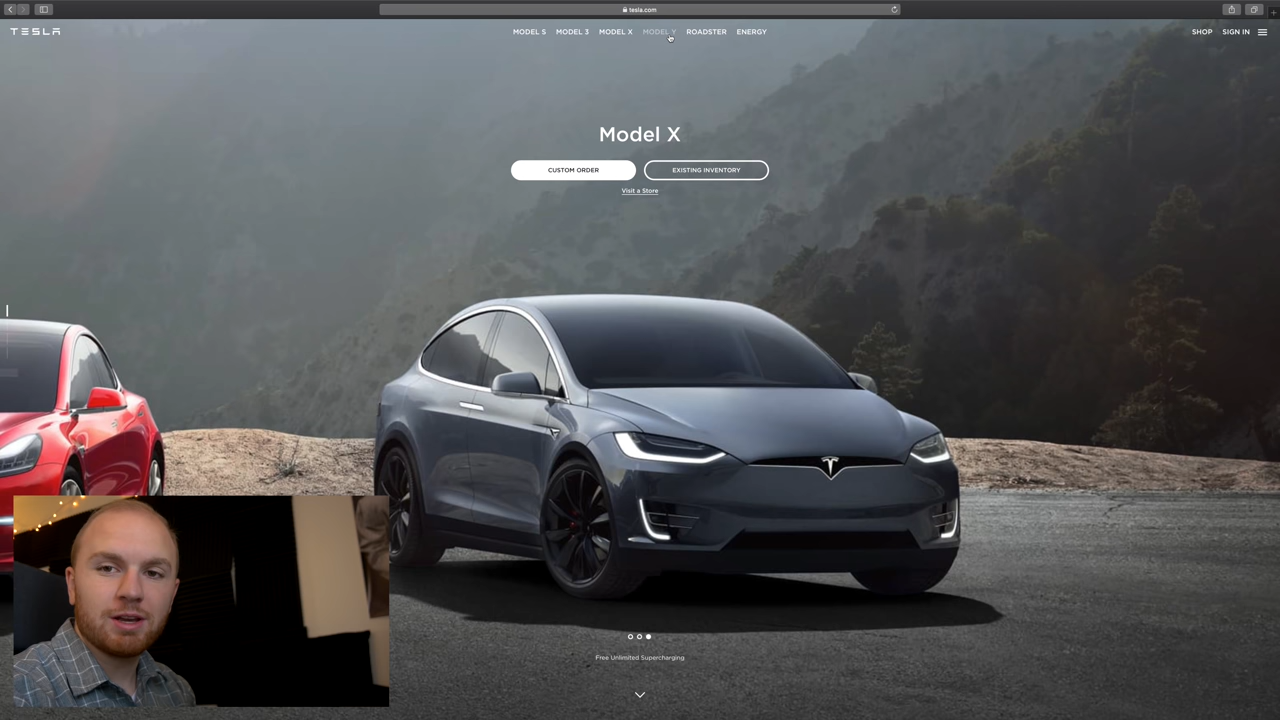 tesla.com
TESLA
MODEL S MODEL 3 MODEL X MODEL Y ROADSTER ENERGY
SHOP SIGN IN
Model X
CUSTOM ORDER EXISTING INVENTORY
Visit a Store
Free Unlimited Supercharging